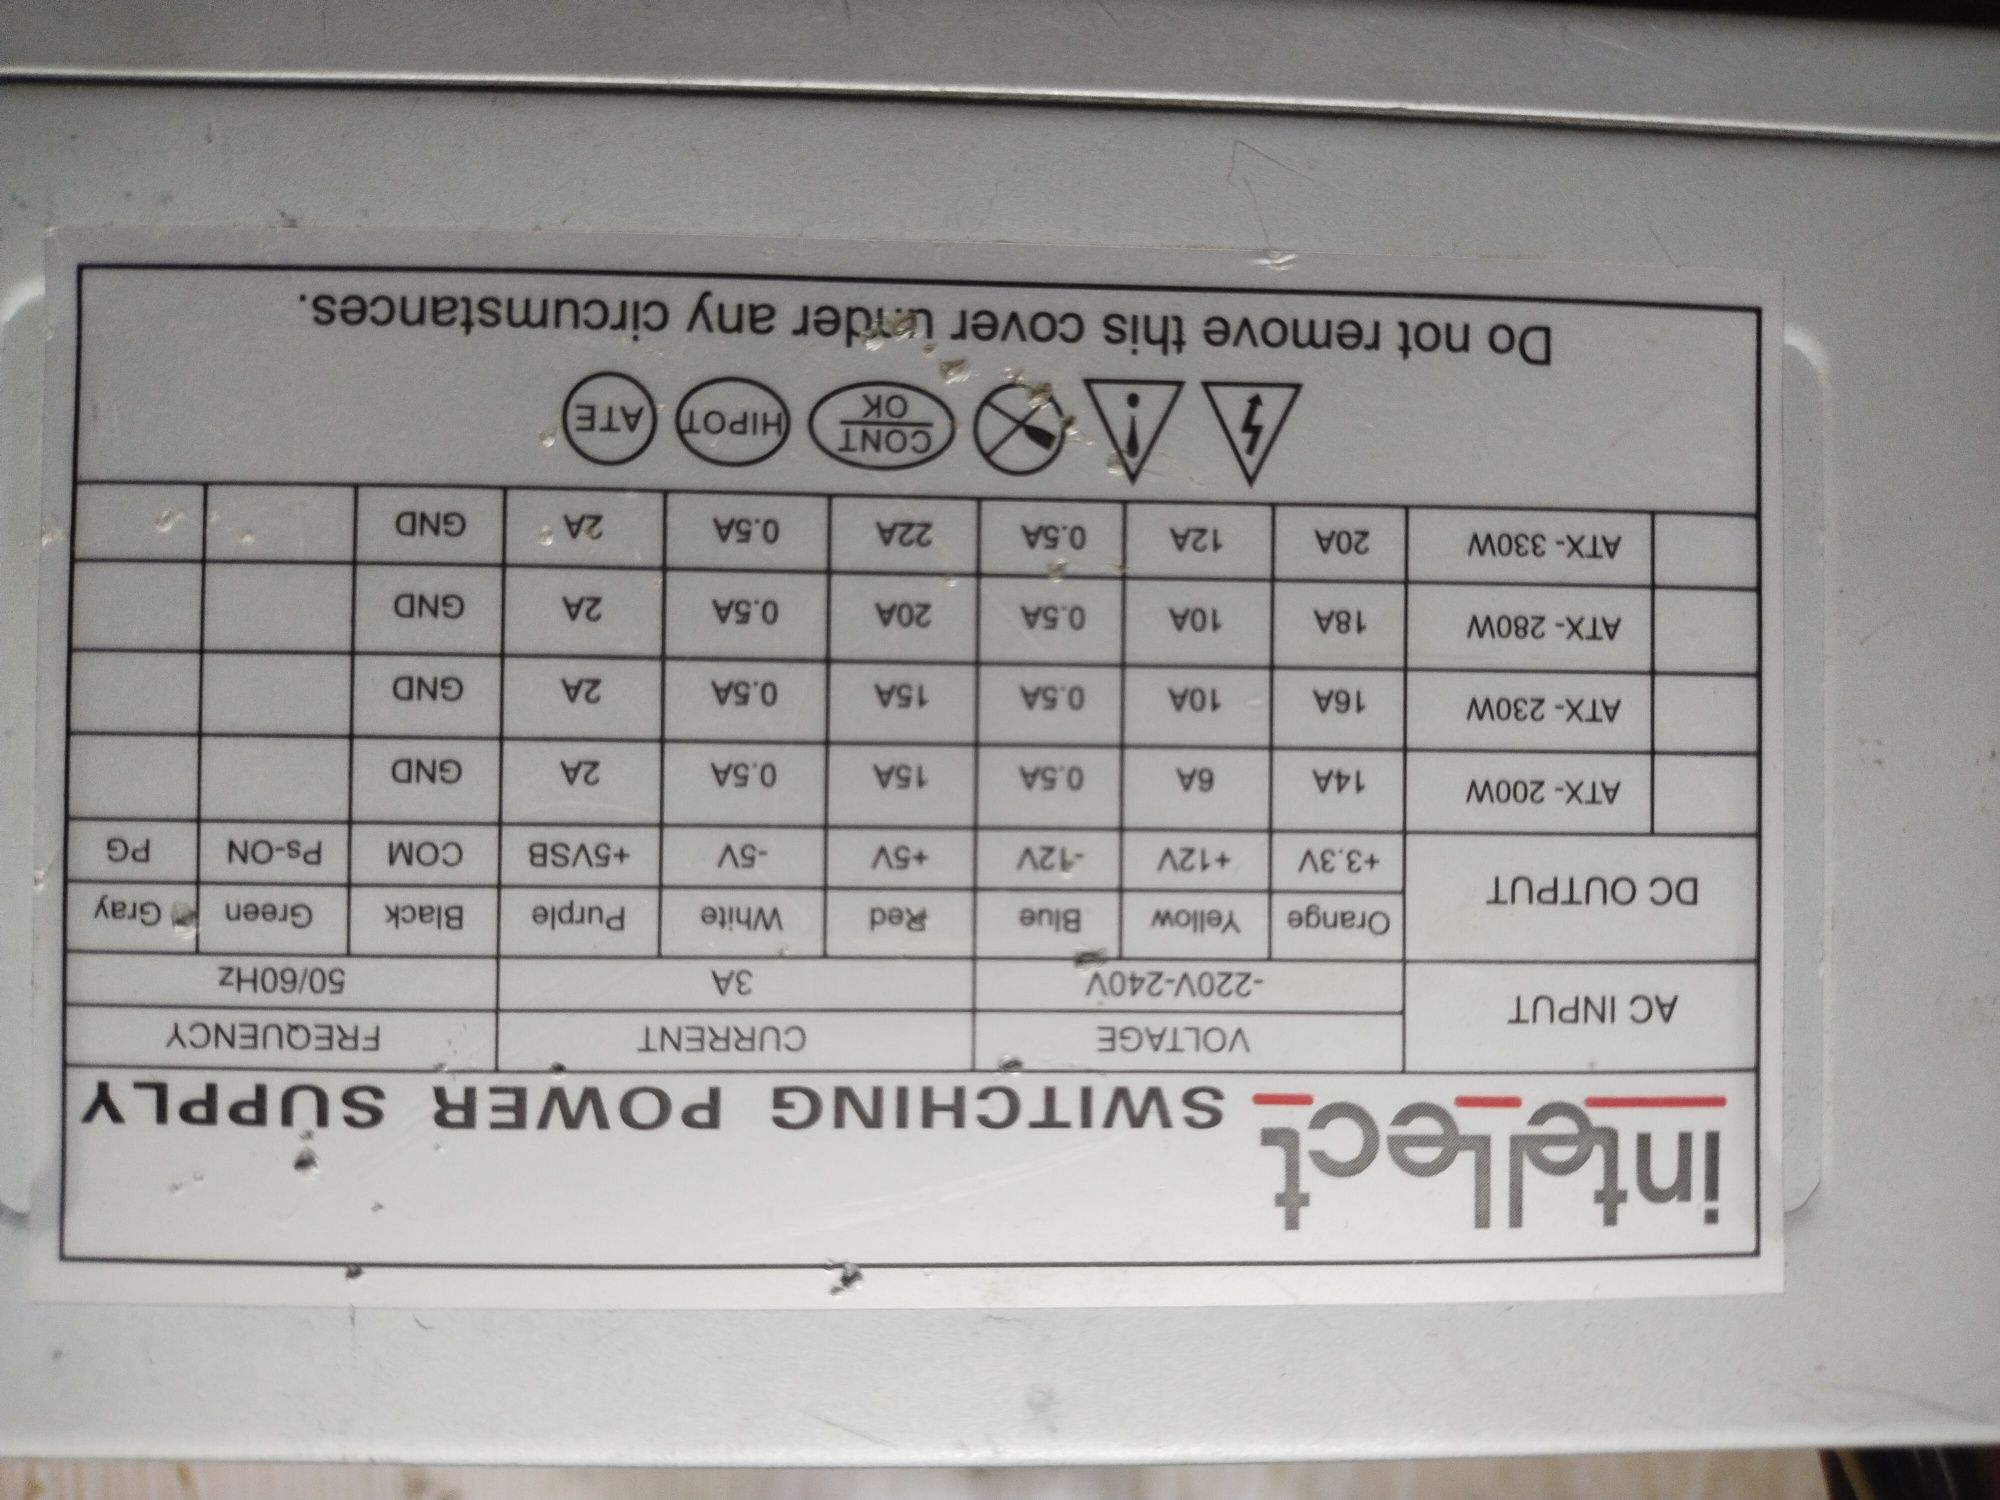 intellect SWITCHING POWER SUPPLY
AC INPUT VOLTAGE CURRENT FREQUENCY
-220V-240V 3A 50/60Hz
DC OUTPUT Orange Yellow Blue Red White Purple Black Green Gray
+3.3V +12V -12V +5V -5V +5VSB COM Ps-ON PG
ATX- 200W 14A 6A 0.5A 15A 0.5A 2A GND
ATX- 230W 16A 10A 0.5A 15A 0.5A 2A GND
ATX- 280W 18A 10A 0.5A 20A 0.5A 2A GND
ATX- 330W 20A 12A 0.5A 22A 0.5A 2A GND
CONT HIPOT ATE
OK
Do not remove this cover under any circumstances.